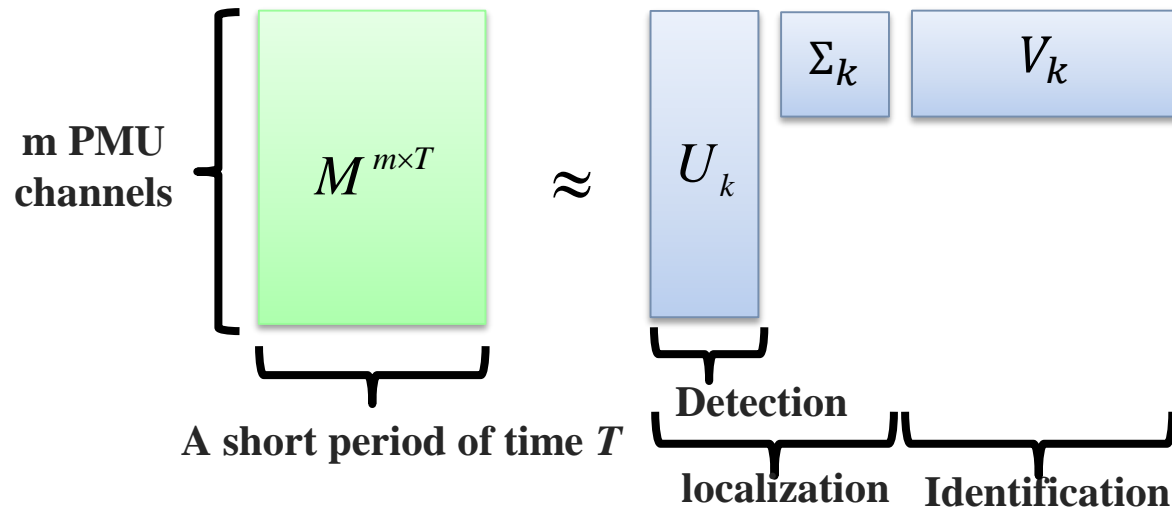 m PMU
channels
M^{m×T}
≈
U_k
Σ_k
V_k
Detection
A short period of time T
localization
Identification